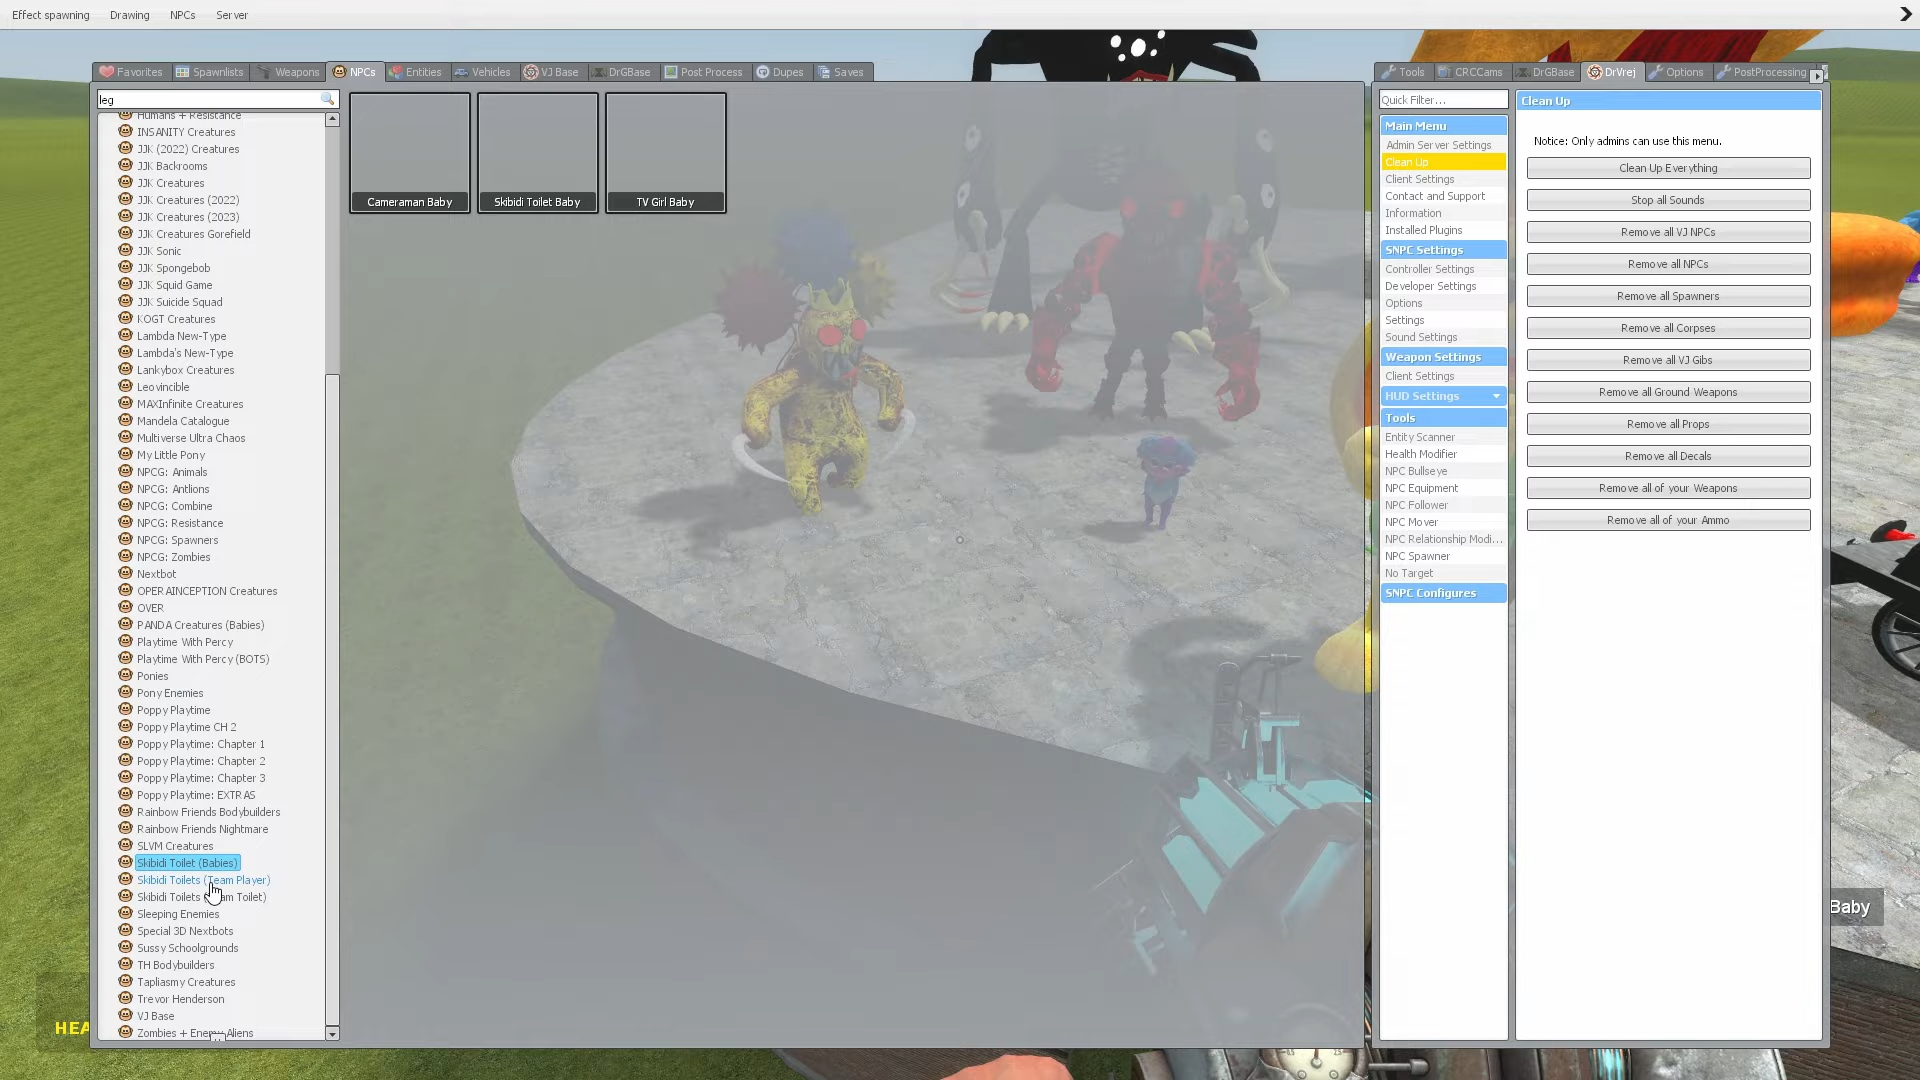 Effect spawning Drawing NPCs Server
Favorites Spawnlists Weapons NPCs Entities Vehicles VJ Base DrGBase Post Process Dupes Saves
leg
Humans + Resistance
INSANITY Creatures
JJK (2022) Creatures
JJK Backrooms
JJK Creatures
JJK Creatures (2022)
JJK Creatures (2023)
JJK Creatures Gorefield
JJK Sonic
JJK Spongebob
JJK Squid Game
JJK Suicide Squad
KOGT Creatures
Lambda New-Type
Lambda's New-Type
Lankybox Creatures
Leovincible
MAXInfinite Creatures
Mandela Catalogue
Multiverse Ultra Chaos
My Little Pony
NPCG: Animals
NPCG: Antlions
NPCG: Combine
NPCG: Resistance
NPCG: Spawners
NPCG: Zombies
Nextbot
OPERAINCEPTION Creatures
OVER
PANDA Creatures (Babies)
Playtime With Percy
Playtime With Percy (BOTS)
Ponies
Pony Enemies
Poppy Playtime
Poppy Playtime CH 2
Poppy Playtime: Chapter 1
Poppy Playtime: Chapter 2
Poppy Playtime: Chapter 3
Poppy Playtime: EXTRAS
Rainbow Friends Bodybuilders
Rainbow Friends Nightmare
SLVM Creatures
Skibidi Toilet (Babies)
Skibidi Toilets (Team Player)
Skibidi Toilets am Toilet)
Sleeping Enemies
Special 3D Nextbots
Sussy Schoolgrounds
TH Bodybuilders
Tapliasmy Creatures
Trevor Henderson
VJ Base
Zombies + Enemy Aliens
Cameraman Baby Skibidi Toilet Baby TV Girl Baby
Tools CRCCams DrGBase DrVrej Options PostProcessing
Quick Filter...
Main Menu
Admin Server Settings
Clean Up
Client Settings
Contact and Support
Information
Installed Plugins
SNPC Settings
Controller Settings
Developer Settings
Options
Settings
Sound Settings
Weapon Settings
Client Settings
HUD Settings
Tools
Entity Scanner
Health Modifier
NPC Bullseye
NPC Equipment
NPC Follower
NPC Mover
NPC Relationship Modi...
NPC Spawner
No Target
SNPC Configures
Clean Up
Notice: Only admins can use this menu.
Clean Up Everything
Stop all Sounds
Remove all VJ NPCs
Remove all NPCs
Remove all Spawners
Remove all Corpses
Remove all VJ Gibs
Remove all Ground Weapons
Remove all Props
Remove all Decals
Remove all of your Weapons
Remove all of your Ammo
Baby
HEA